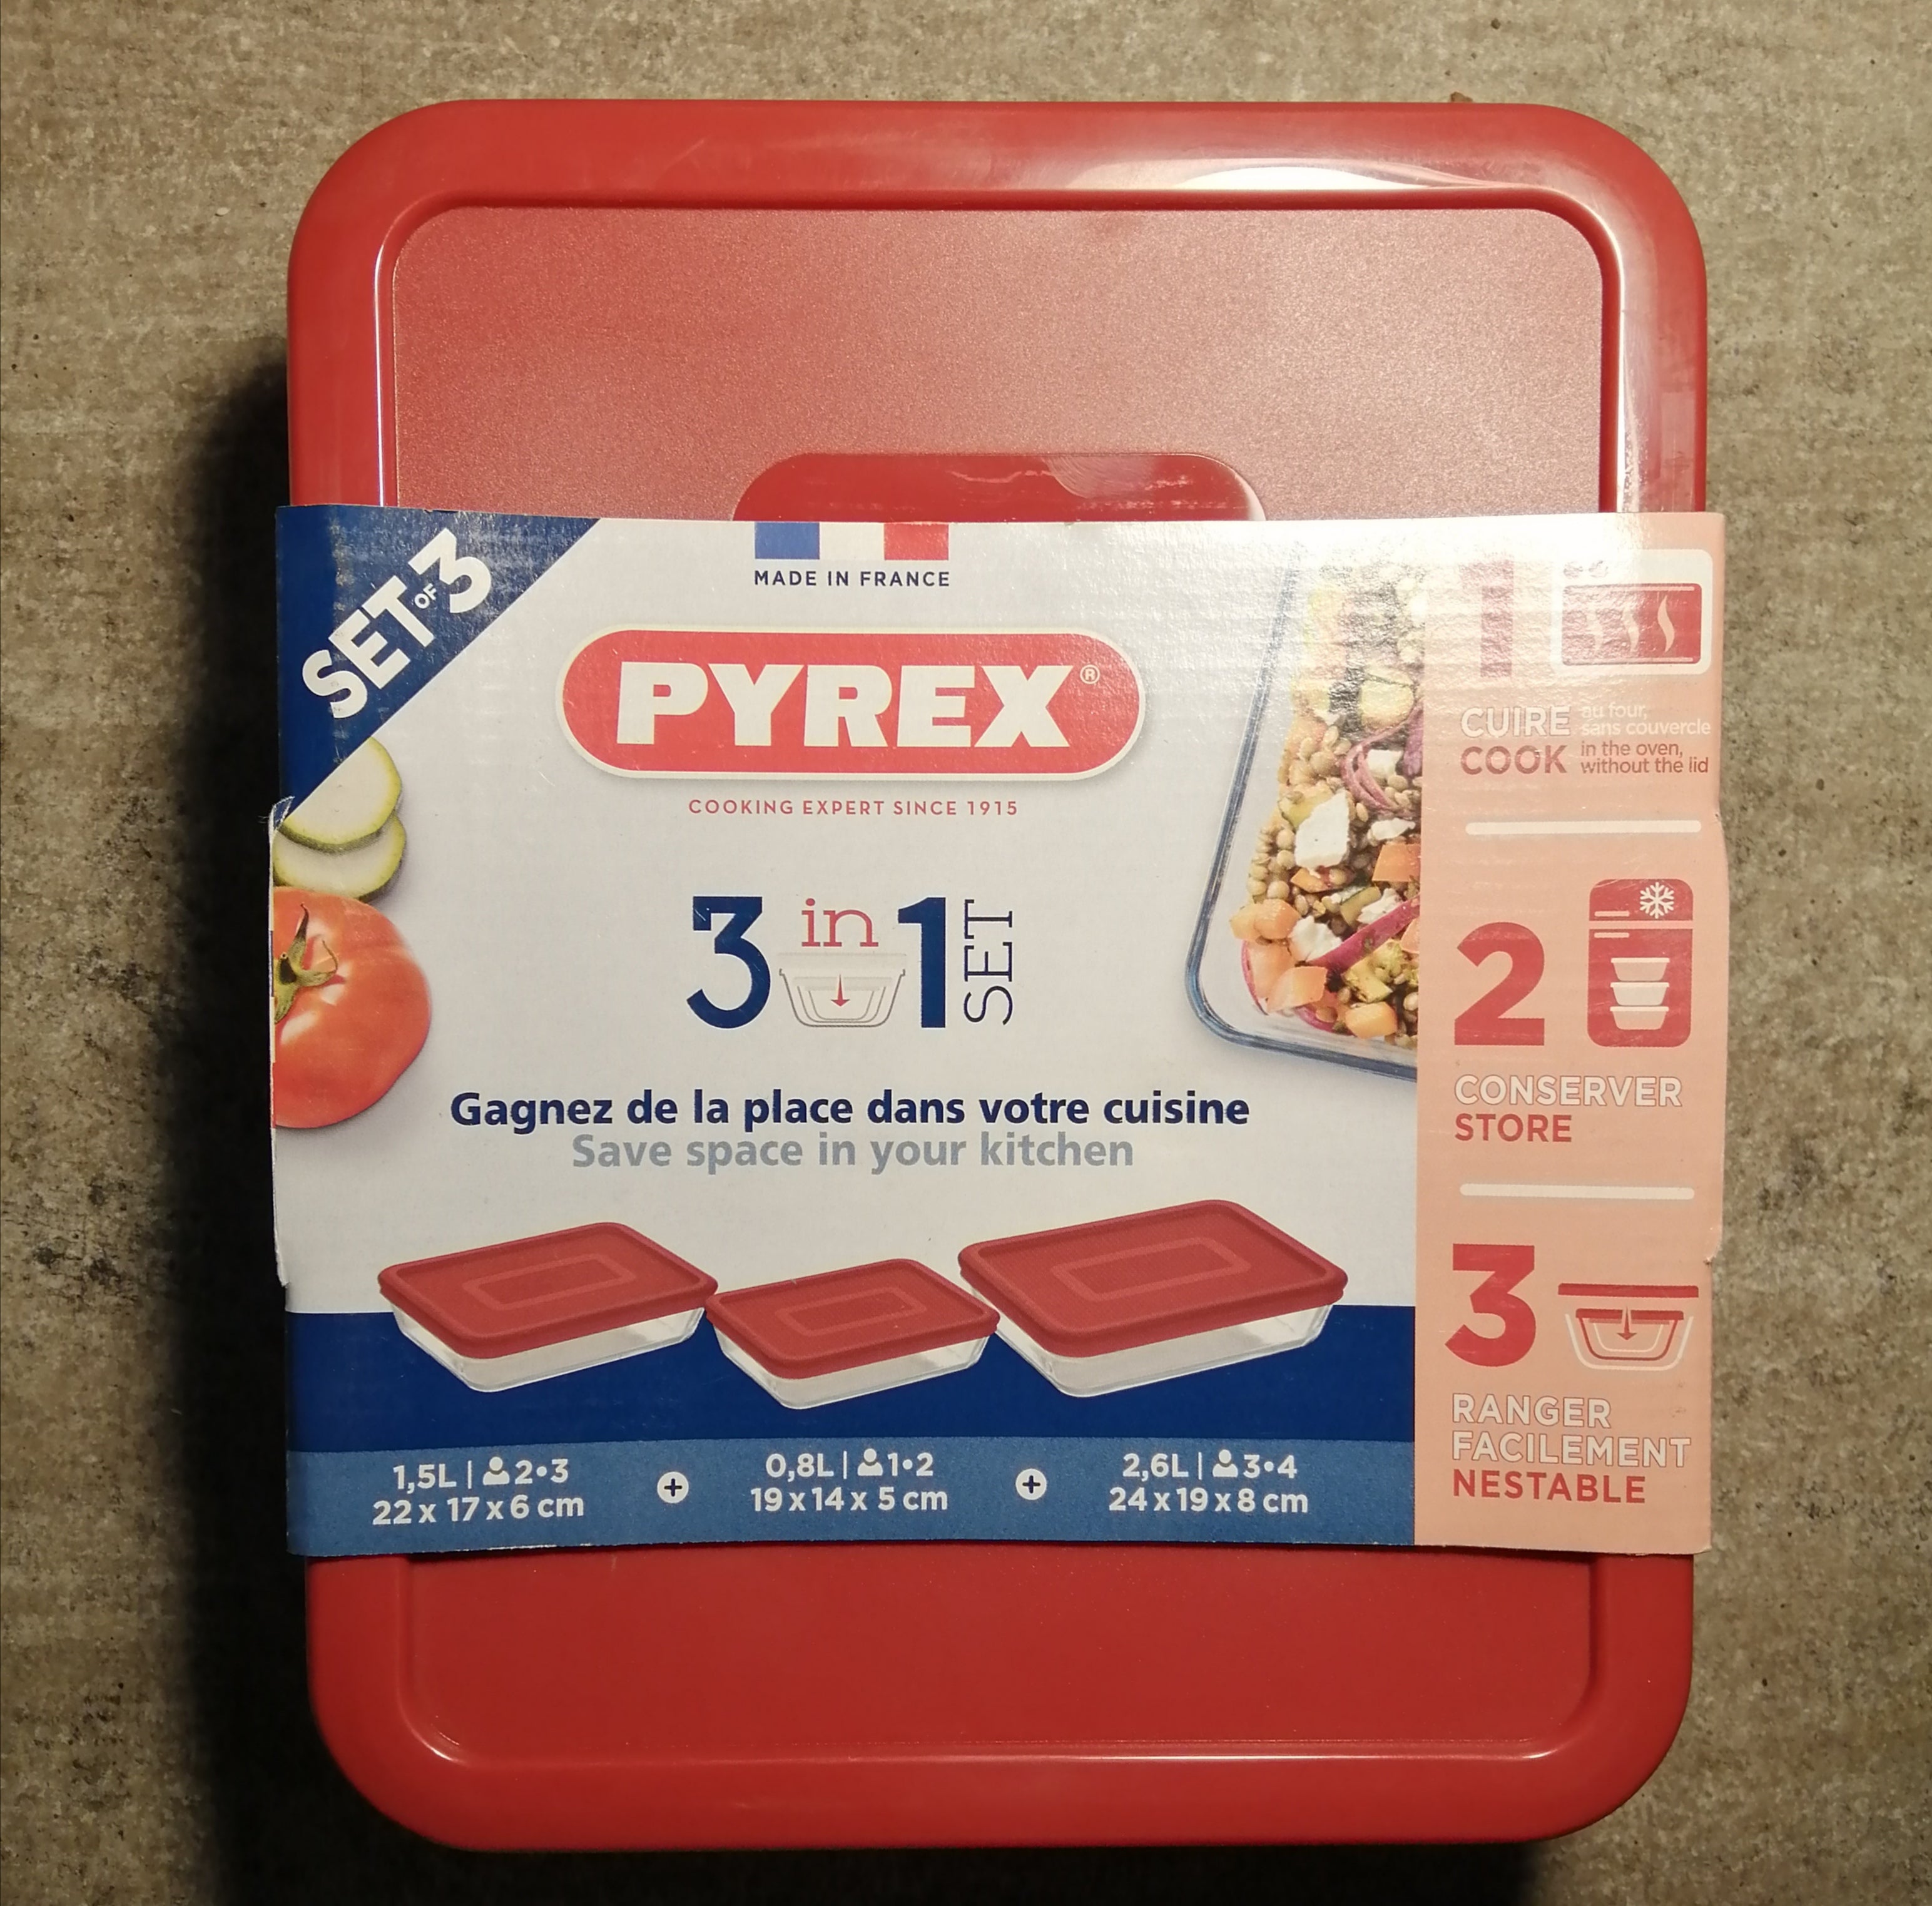 SET OF 3
MADE IN FRANCE
PYREX®
COOKING EXPERT SINCE 1915
3 in 1 SET
Gagnez de la place dans votre cuisine
Save space in your kitchen
1,5L | 2•3
22 x 17 x 6 cm
+
0,8L | 1•2
19 x 14 x 5 cm
+
2,6L | 3•4
24 x 19 x 8 cm
1
CUIRE au four,
sans couvercle
COOK in the oven,
without the lid
2
CONSERVER
STORE
3
RANGER
FACILEMENT
NESTABLE